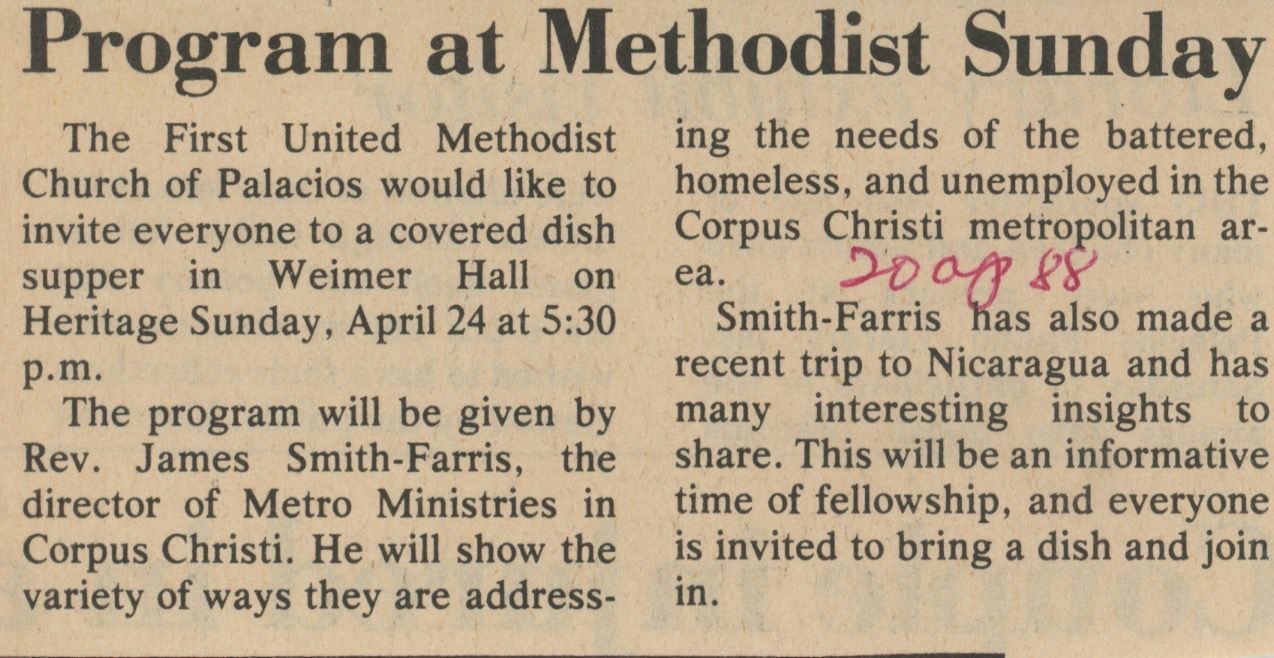 Program at Methodist Sunday
The First United Methodist
Church of Palacios would like to
invite everyone to a covered dish
supper in Weimer Hall on
Heritage Sunday, April 24 at 5:30
p.m.
The program will be given by
Rev. James Smith-Farris, the
director of Metro Ministries in
Corpus Christi. He will show the
variety of ways they are address-
ing the needs of the battered,
homeless, and unemployed in the
Corpus Christi metropolitan ar-
ea.
20 ap 88
Smith-Farris has also made a
recent trip to Nicaragua and has
many interesting insights to
share. This will be an informative
time of fellowship, and everyone
is invited to bring a dish and join
in.